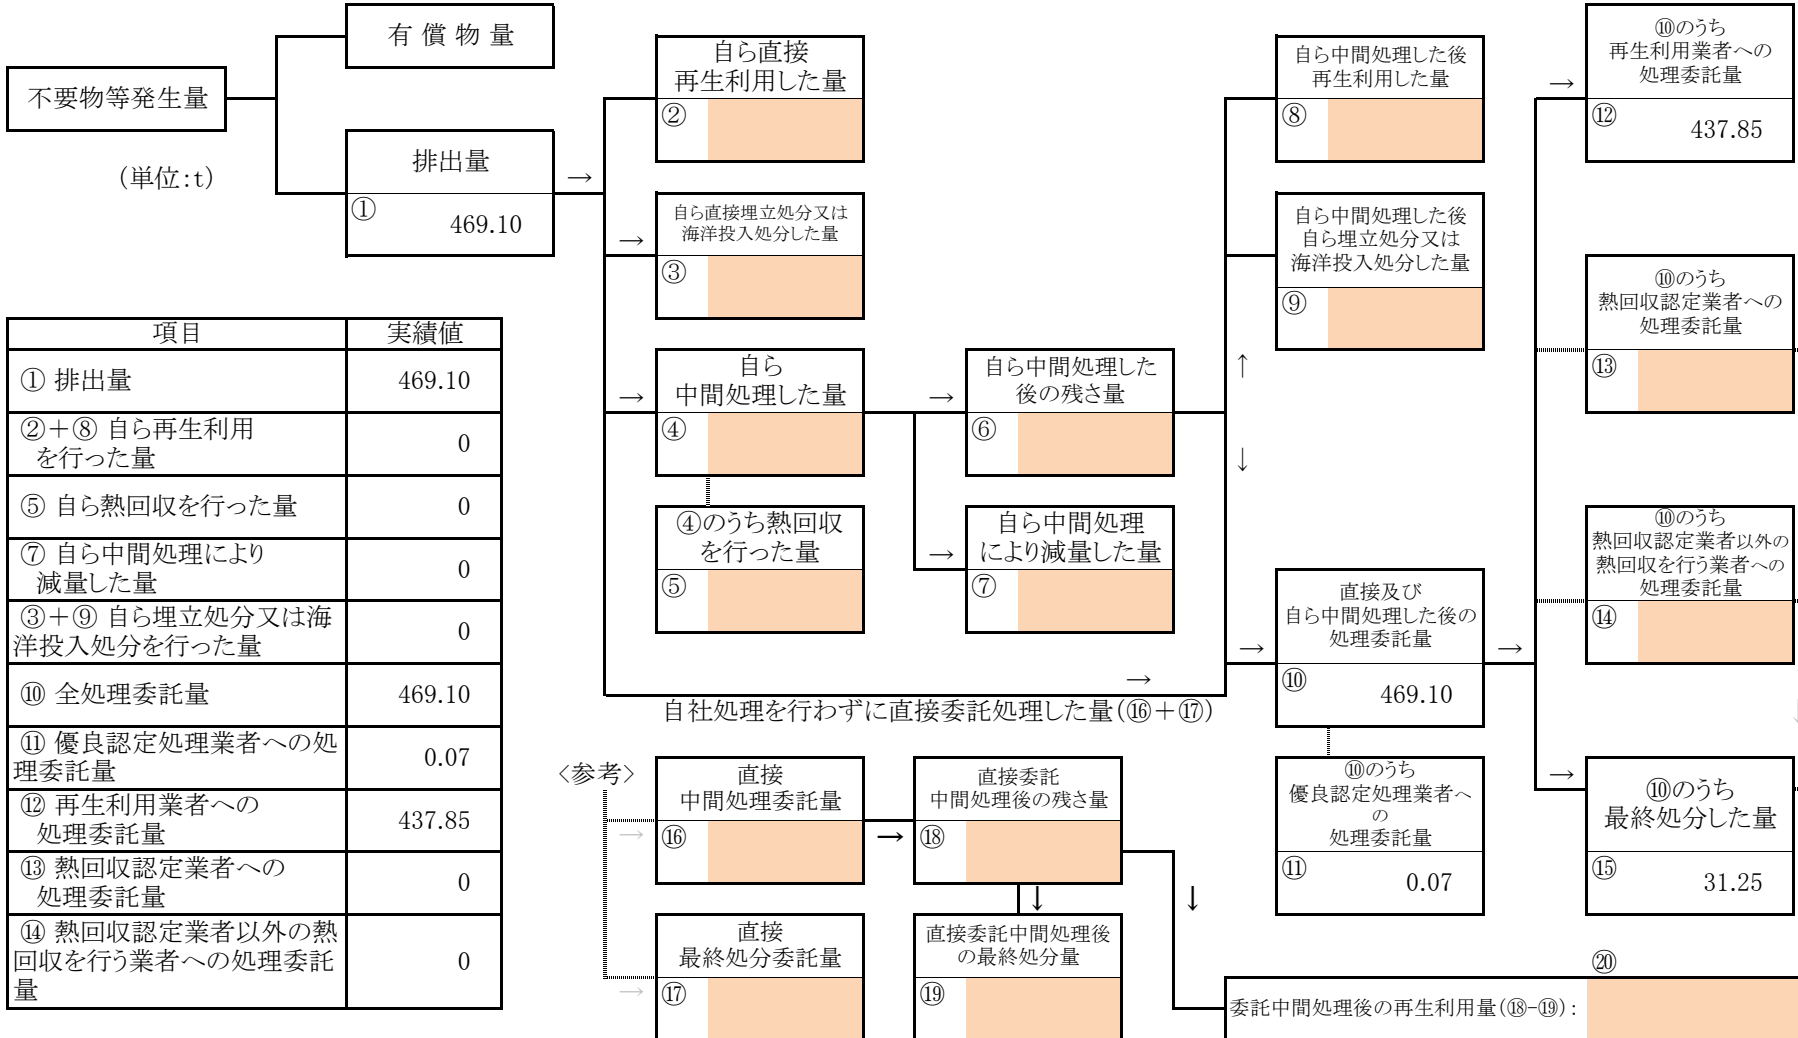 不要物等発生量
有償物量
(単位:t)
排出量
①
469.10
→
自ら直接
再生利用した量
②
自ら直接埋立処分又は
海洋投入処分した量
→
③
自ら
中間処理した量
→
④
④のうち熱回収
を行った量
⑤
自ら中間処理した
後の残さ量
→
⑥
自ら中間処理
により減量した量
→
⑦
自ら中間処理した後
再生利用した量
⑧
自ら中間処理した後
自ら埋立処分又は
海洋投入処分した量
⑨
↑
↓
直接及び
自ら中間処理した後の
処理委託量
→
⑩
469.10
→
→
自社処理を行わずに直接委託処理した量(⑯+⑰)
⑩のうち
優良認定処理業者へ
の
処理委託量
⑪
0.07
⑩のうち
再生利用業者への
処理委託量
→
⑫
437.85
⑩のうち
熱回収認定業者への
処理委託量
⑬
⑩のうち
熱回収認定業者以外の
熱回収を行う業者への
処理委託量
⑭
↓
⑩のうち
最終処分した量
→
⑮
31.25
項目 実績値
① 排出量 469.10
②+⑧ 自ら再生利用
を行った量
0
⑤ 自ら熱回収を行った量 0
⑦ 自ら中間処理により
減量した量
0
③+⑨ 自ら埋立処分又は海
洋投入処分を行った量
0
⑩ 全処理委託量 469.10
⑪ 優良認定処理業者への処
理委託量
0.07
⑫ 再生利用業者への
処理委託量
437.85
⑬ 熱回収認定業者への
処理委託量
0
⑭ 熱回収認定業者以外の熱
回収を行う業者への処理委託
量
0
<参考>
直接
中間処理委託量
→
⑯
直接委託
中間処理後の残さ量
→
⑱
↓
↓
直接
最終処分委託量
→
⑰
直接委託中間処理後
の最終処分量
⑲
⑳
委託中間処理後の再生利用量(⑱-⑲):